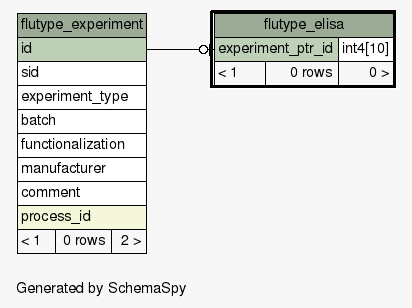 flutype_experiment
id
sid
experiment_type
batch
functionalization
manufacturer
comment
process_id
< 1 0 rows 2 >
flutype_elisa
experiment_ptr_id int4[10]
< 1 0 rows 0 >
Generated by SchemaSpy